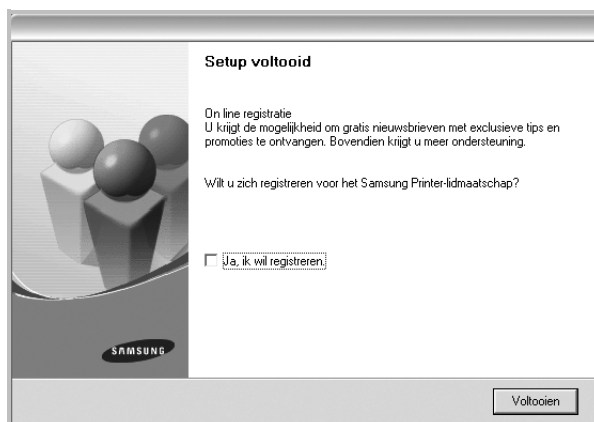 Setup voltooid
On line registratie
U krijgt de mogelijkheid om gratis nieuwsbrieven met exclusieve tips en
promoties te ontvangen. Bovendien krijgt u meer ondersteuning.
Wilt u zich registreren voor het Samsung Printer-lidmaatschap?
Ja, ik wil registreren.
SAMSUNG
Voltooien